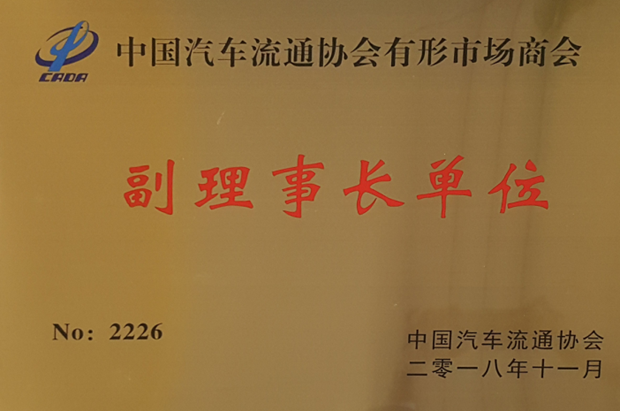 CADA
中国汽车流通协会有形市场商会
副理事长单位
No: 2226
中国汽车流通协会
二零一八年十一月